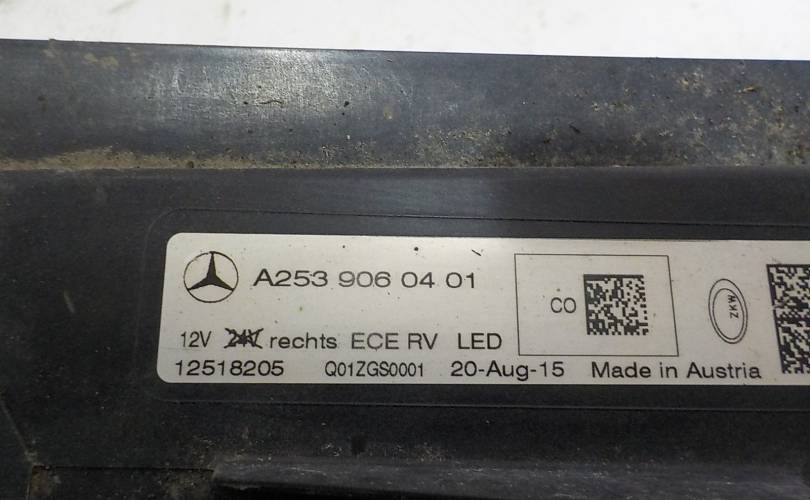 A253 906 04 01
CO
ZKW
12V 24V rechts ECE RV LED
12518205 Q01ZGS0001 20-Aug-15 Made in Austria